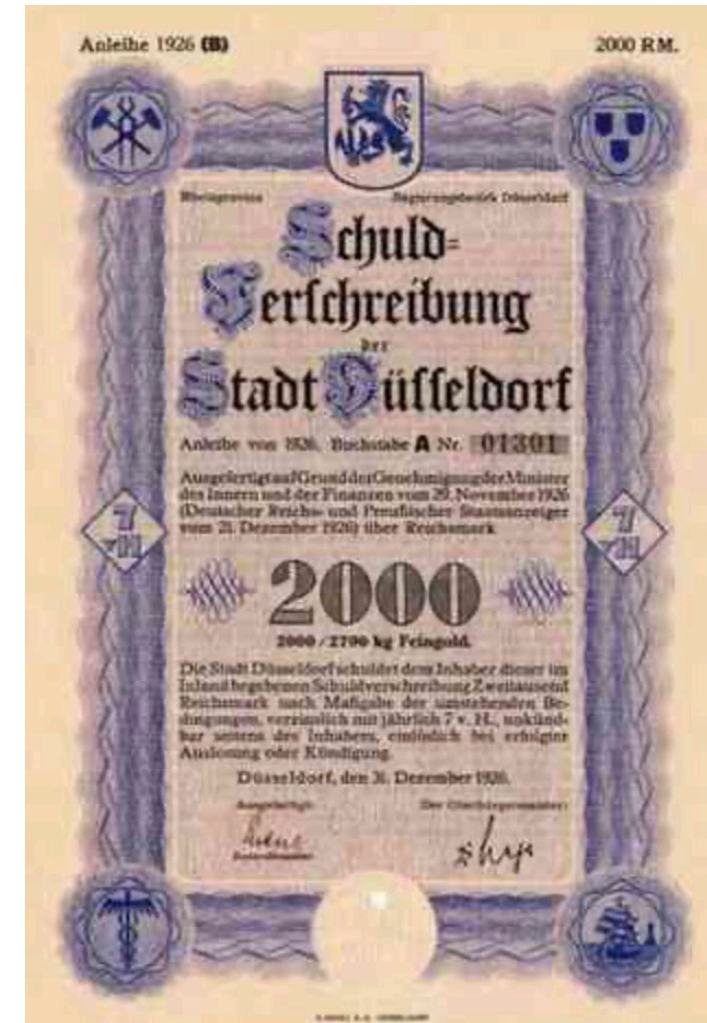 Anleihe 1926 (B)
2000 RM.
Rheinprovinz
Regierungsbezirk Düsseldorf
Schuld=
Verschreibung
der
Stadt Düsseldorf
Anleihe von 1926, Buchstabe A Nr. 01301
Ausgefertigt auf Grund der Genehmigung der Minister
des Innern und der Finanzen vom 29. November 1926
(Deutscher Reichs- und Preußischer Staatsanzeiger
vom 21. Dezember 1926) über Reichsmark
7
v.H.
7
v.H.
2000
2000/2790 kg Feingold.
Die Stadt Düsseldorf schuldet dem Inhaber dieser im
Inland begebenen Schuldverschreibung Zweitausend
Reichsmark nach Maßgabe der umstehenden Be-
dingungen, verzinslich mit jährlich 7 v. H., unkünd-
bar seitens des Inhabers, einlöslich bei erfolgter
Auslosung oder Kündigung.
Düsseldorf, den 31. Dezember 1926.
Ausgefertigt:
Der Oberbürgermeister: